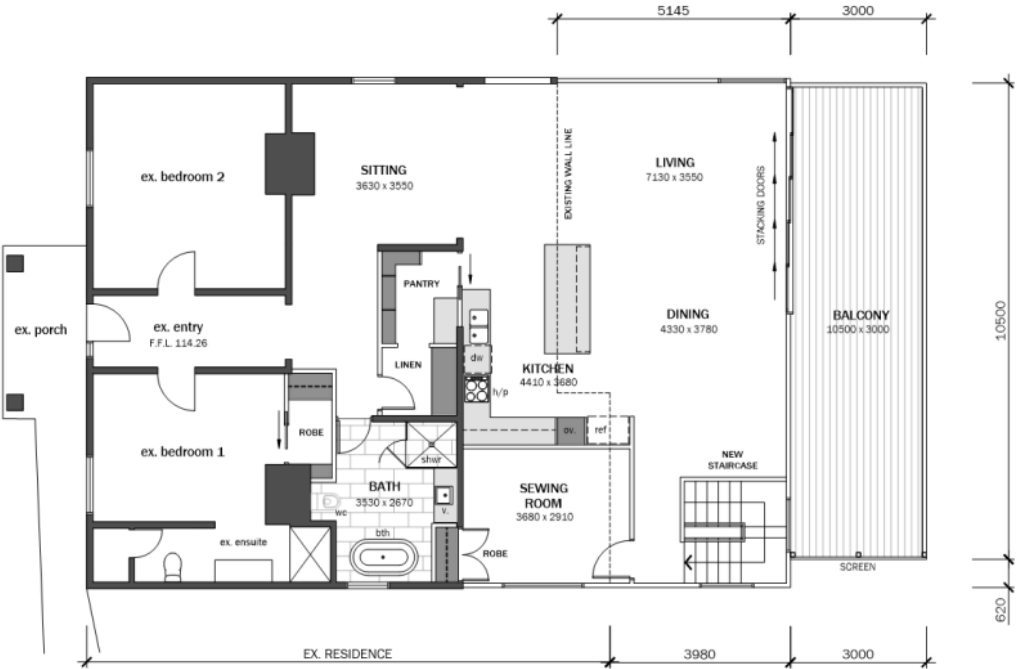 5145
3000
ex. bedroom 2
SITTING
3630 x 3550
EXISTING WALL LINE
LIVING
7130 x 3550
STACKING DOORS
PANTRY
ex. porch
ex. entry
F.F.L. 114.26
DINING
4330 x 3780
BALCONY
10500 x 3000
10500
dw
LINEN
KITCHEN
4410 x 3680
h/p
ROBE
ov.
ref
ex. bedroom 1
shwr
NEW
STAIRCASE
BATH
3530 x 2670
wc
v.
SEWING
ROOM
3680 x 2910
bth
ex. ensuite
ROBE
SCREEN
620
EX. RESIDENCE
3980
3000